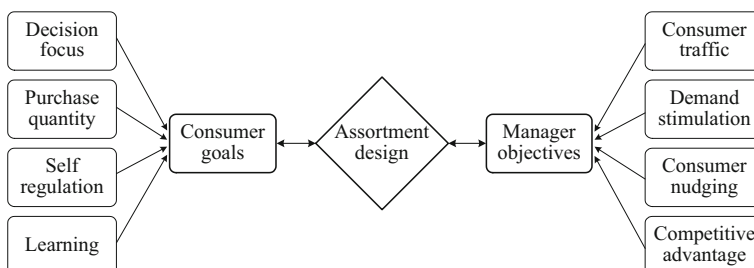 Decision
focus
Purchase
quantity
Self
regulation
Learning
Consumer
goals
Assortment
design
Manager
objectives
Consumer
traffic
Demand
stimulation
Consumer
nudging
Competitive
advantage